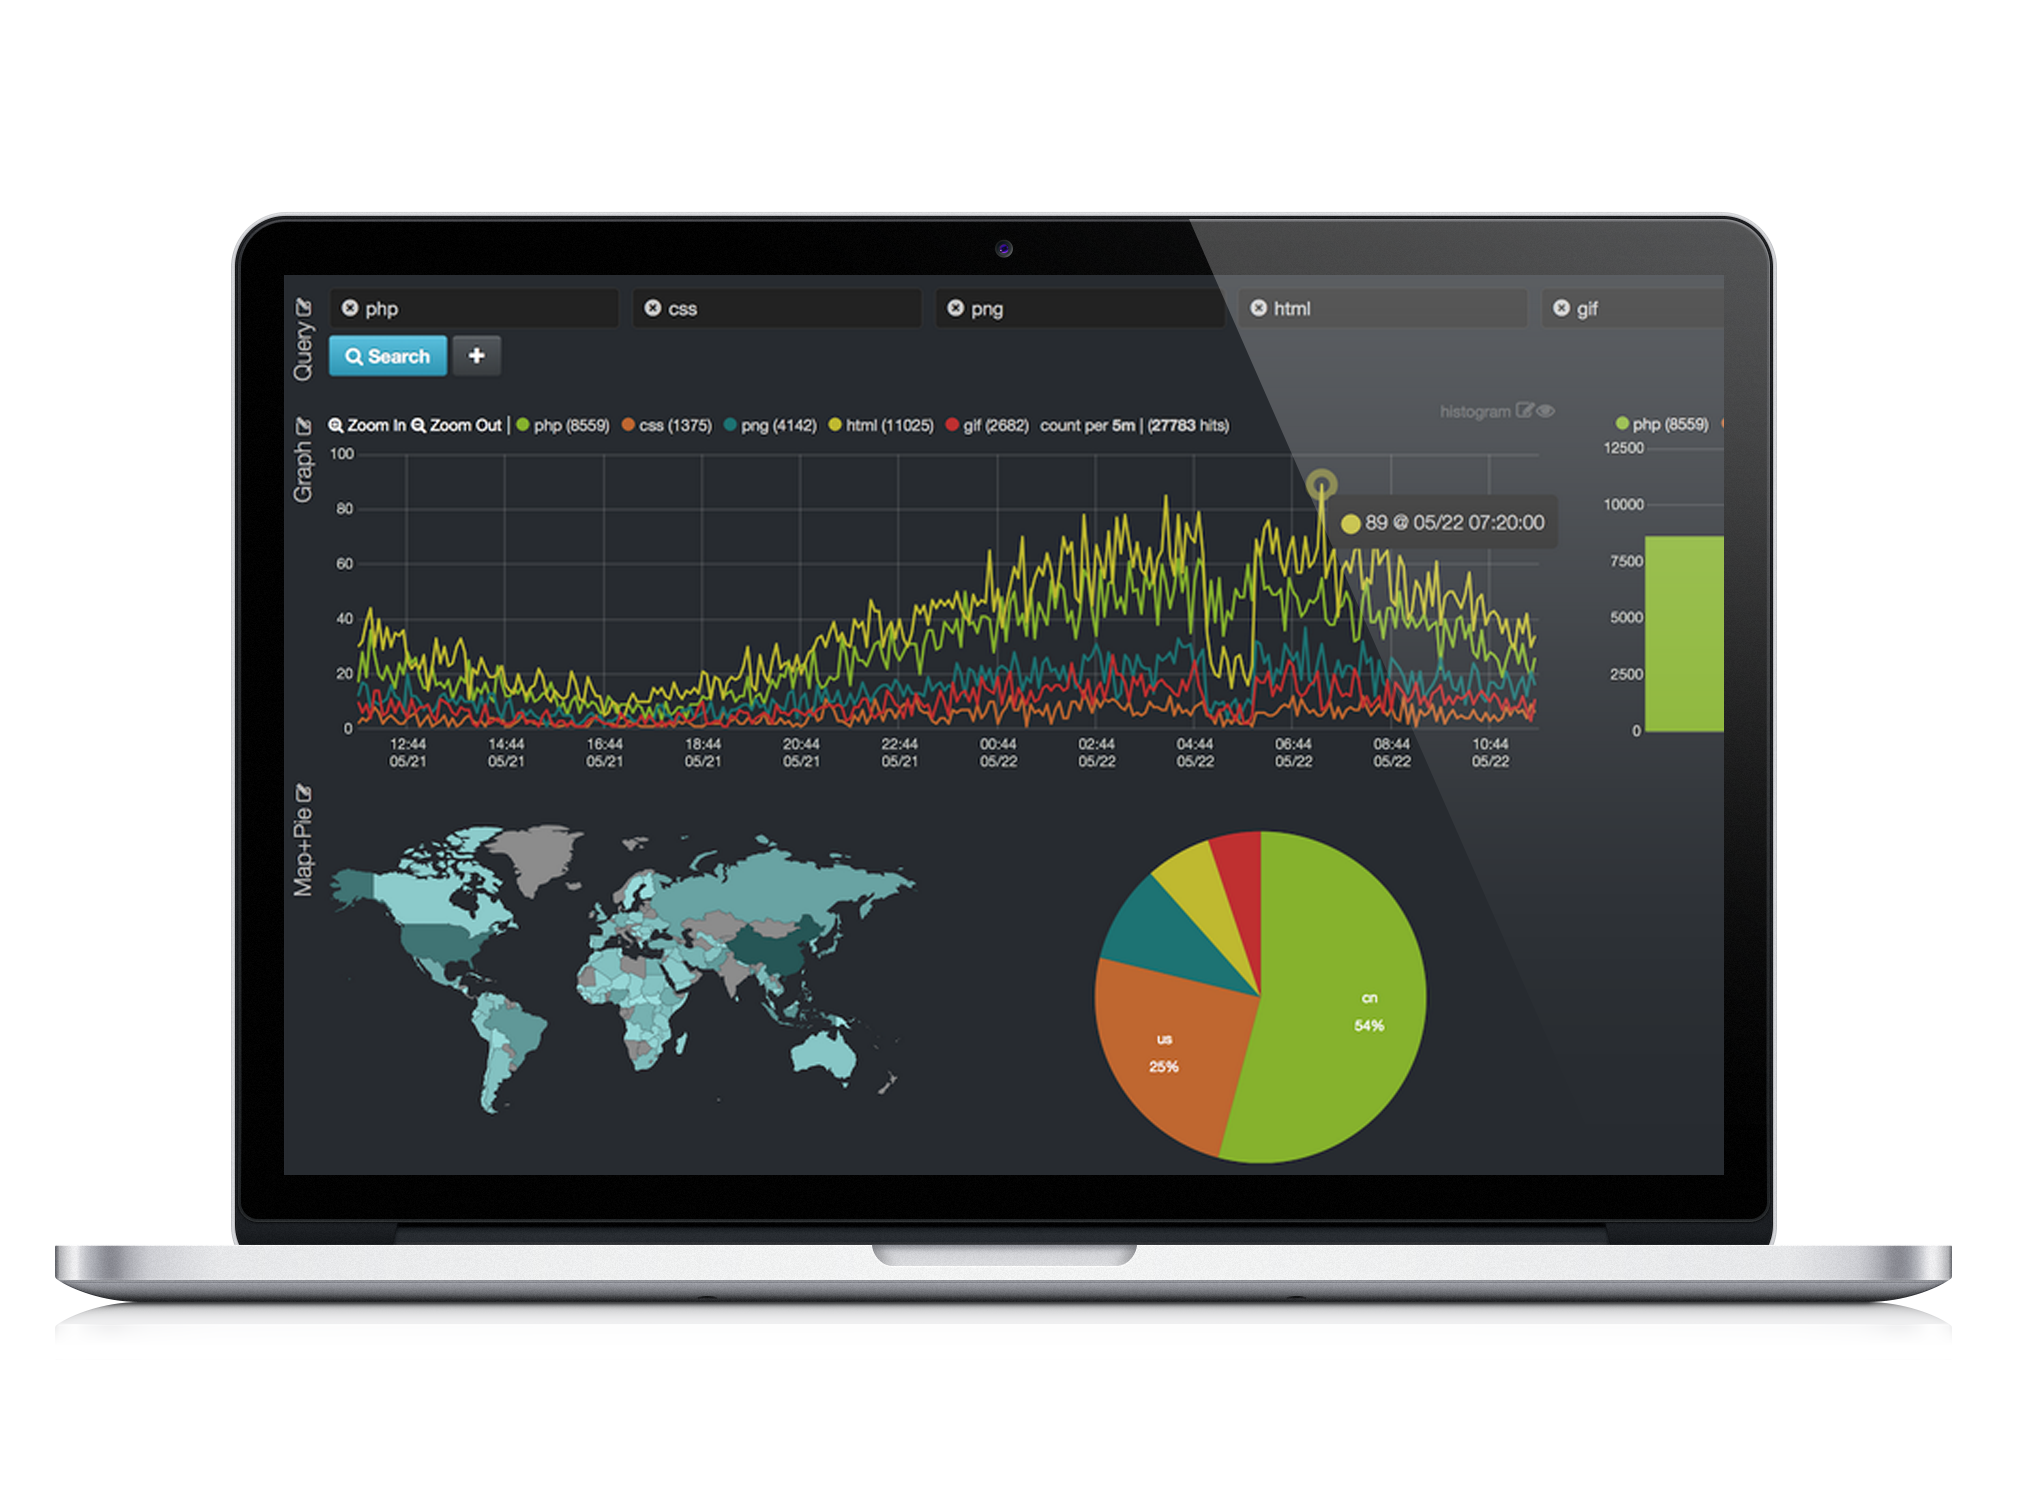 Query
php
css
png
html
gif
Search
Graph
Zoom In Zoom Out | php (8559) css (1375) png (4142) html (11025) gif (2682) count per 5m | (27783 hits)
histogram
100
80
60
40
20
0
89 @ 05/22 07:20:00
12:44 14:44 16:44 18:44 20:44 22:44 00:44 02:44 04:44 06:44 08:44 10:44
05/21 05/21 05/21 05/21 05/21 05/21 05/22 05/22 05/22 05/22 05/22 05/22
php (8559)
12500
10000
7500
5000
2500
0
Map+Pie
cn
54%
us
25%